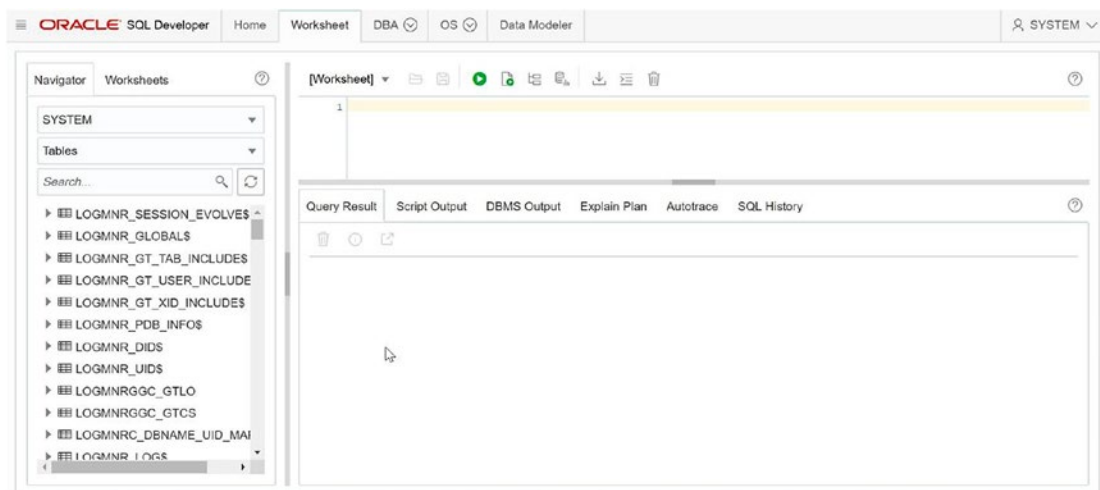 ORACLE SQL Developer Home Worksheet DBA OS Data Modeler SYSTEM
Navigator Worksheets
SYSTEM
Tables
Search...
LOGMNR_SESSION_EVOLVE$
LOGMNR_GLOBAL$
LOGMNR_GT_TAB_INCLUDE$
LOGMNR_GT_USER_INCLUDE
LOGMNR_GT_XID_INCLUDE$
LOGMNR_PDB_INFO$
LOGMNR_DID$
LOGMNR_UID$
LOGMNRGGC_GTLO
LOGMNRGGC_GTCS
LOGMNRC_DBNAME_UID_MAP
LOGMNR_LOG$
[Worksheet]
1
Query Result Script Output DBMS Output Explain Plan Autotrace SQL History